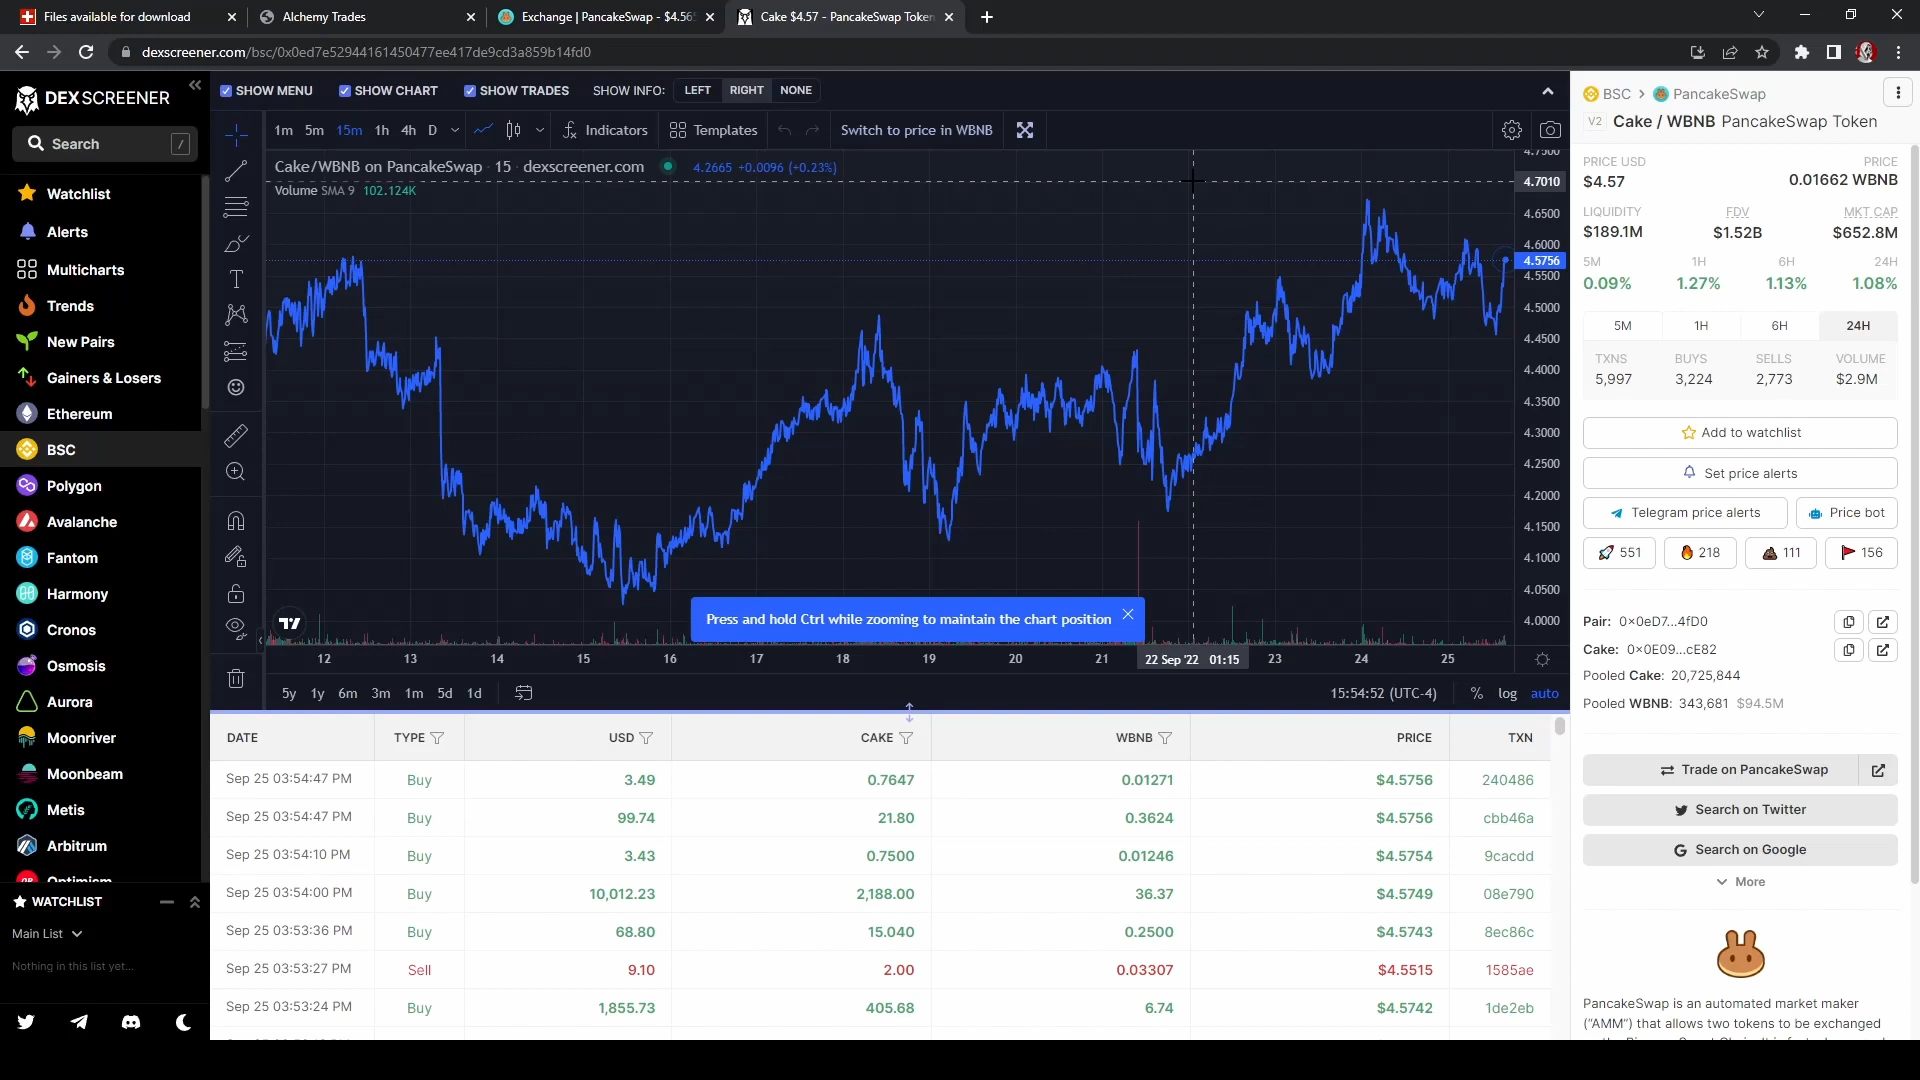 Files available for download
Alchemy Trades
Exchange | PancakeSwap - $4.565
Cake $4.57 - PancakeSwap Token
dexscreener.com/bsc/0x0ed7e52944161450477ee417de9cd3a859b14fd0
DEX SCREENER
Search /
Watchlist
Alerts
Multicharts
Trends
New Pairs
Gainers & Losers
Ethereum
BSC
Polygon
Avalanche
Fantom
Harmony
Cronos
Osmosis
Aurora
Moonriver
Moonbeam
Metis
Arbitrum
Optimism
WATCHLIST
Main List
Nothing in this list yet...
SHOW MENU SHOW CHART SHOW TRADES SHOW INFO: LEFT RIGHT NONE
1m 5m 15m 1h 4h D Indicators Templates Switch to price in WBNB
Cake/WBNB on PancakeSwap · 15 · dexscreener.com 4.2665 +0.0096 (+0.23%)
Volume SMA 9 102.124K
4.7500
4.7010
4.6500
4.6000
4.5756
4.5500
4.5000
4.4500
4.4000
4.3500
4.3000
4.2500
4.2000
4.1500
4.1000
4.0500
4.0000
Press and hold Ctrl while zooming to maintain the chart position
12 13 14 15 16 17 18 19 20 21 22 Sep '22 01:15 23 24 25
5y 1y 6m 3m 1m 5d 1d 15:54:52 (UTC-4) % log auto
DATE TYPE USD CAKE WBNB PRICE TXN
Sep 25 03:54:47 PM Buy 3.49 0.7647 0.01271 $4.5756 240486
Sep 25 03:54:47 PM Buy 99.74 21.80 0.3624 $4.5756 cbb46a
Sep 25 03:54:10 PM Buy 3.43 0.7500 0.01246 $4.5754 9cacdd
Sep 25 03:54:00 PM Buy 10,012.23 2,188.00 36.37 $4.5749 08e790
Sep 25 03:53:36 PM Buy 68.80 15.040 0.2500 $4.5743 8ec86c
Sep 25 03:53:27 PM Sell 9.10 2.00 0.03307 $4.5515 1585ae
Sep 25 03:53:24 PM Buy 1,855.73 405.68 6.74 $4.5742 1de2eb
BSC > PancakeSwap
V2 Cake / WBNB PancakeSwap Token
PRICE USD PRICE
$4.57 0.01662 WBNB
LIQUIDITY FDV MKT CAP
$189.1M $1.52B $652.8M
5M 1H 6H 24H
0.09% 1.27% 1.13% 1.08%
5M 1H 6H 24H
TXNS BUYS SELLS VOLUME
5,997 3,224 2,773 $2.9M
Add to watchlist
Set price alerts
Telegram price alerts Price bot
551 218 111 156
Pair: 0x0eD7...4fD0
Cake: 0x0E09...cE82
Pooled Cake: 20,725,844
Pooled WBNB: 343,681 $94.5M
Trade on PancakeSwap
Search on Twitter
Search on Google
More
PancakeSwap is an automated market maker
("AMM") that allows two tokens to be exchanged